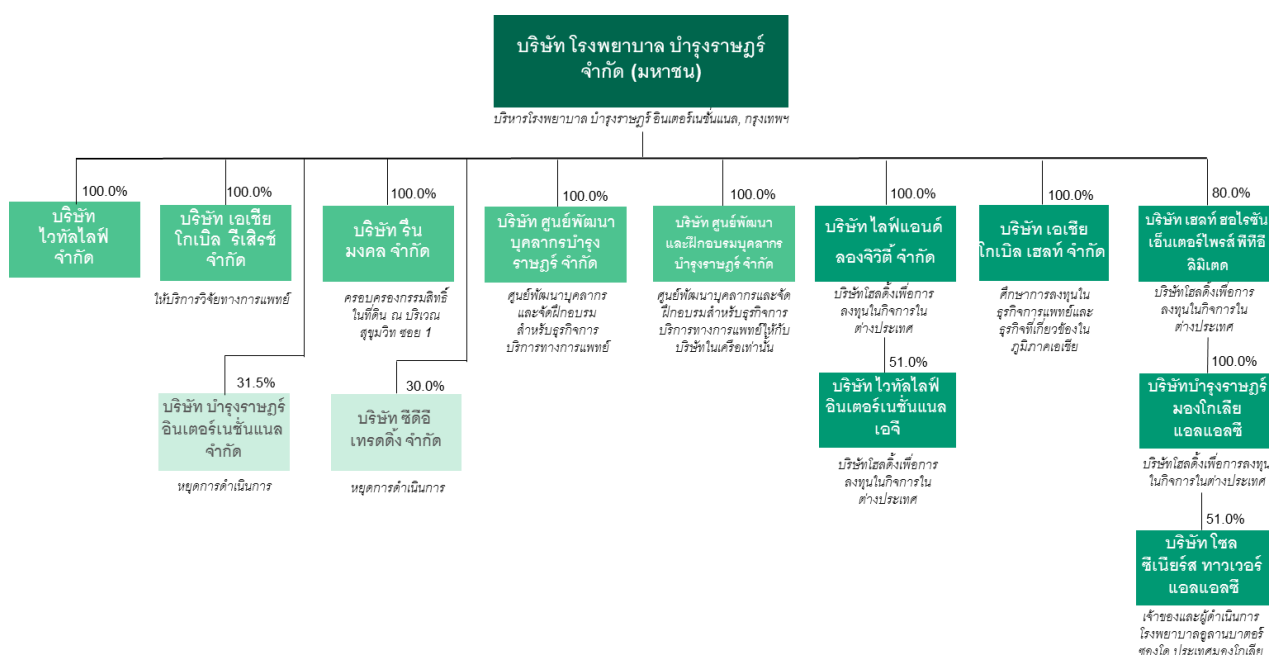 บริษัท โรงพยาบาล บำรุงราษฎร์
จำกัด (มหาชน)
บริหารโรงพยาบาล บำรุงราษฎร์ อินเตอร์เนชั่นแนล, กรุงเทพฯ
100.0%
บริษัท
ไวทัลไลฟ์
จำกัด
100.0%
บริษัท เอเชีย
โกเบิล รีเสิรช์
จำกัด
ให้บริการวิจัยทางการแพทย์
31.5%
บริษัท บำรุงราษฎร์
อินเตอร์เนชั่นแนล
จำกัด
หยุดการดำเนินการ
100.0%
บริษัท รื่น
มงคล จำกัด
ครอบครองกรรมสิทธิ์
ในที่ดิน ณ บริเวณ
สุขุมวิท ซอย 1
30.0%
บริษัท ซีดีอี
เทรดดิ้ง จำกัด
หยุดการดำเนินการ
100.0%
บริษัท ศูนย์พัฒนา
บุคลากรบำรุง
ราษฎร์ จำกัด
ศูนย์พัฒนาบุคลากร
และจัดฝึกอบรม
สำหรับธุรกิจการ
บริการทางการแพทย์
100.0%
บริษัท ศูนย์พัฒนา
และฝึกอบรมบุคลากร
บำรุงราษฎร์ จำกัด
ศูนย์พัฒนาบุคลากรและจัด
ฝึกอบรมสำหรับธุรกิจการ
บริการทางการแพทย์ให้กับ
บริษัทในเครือเท่านั้น
100.0%
บริษัท ไลฟ์แอนด์
ลองจิวิตี้ จำกัด
บริษัทโฮลดิ้งเพื่อการ
ลงทุนในกิจการใน
ต่างประเทศ
51.0%
บริษัท ไวทัลไลฟ์
อินเตอร์เนชั่นแนล
เอจี
บริษัทโฮลดิ้งเพื่อการ
ลงทุนในกิจการใน
ต่างประเทศ
100.0%
บริษัท เอเชีย
โกเบิล เฮลท์ จำกัด
ศึกษาการลงทุนใน
ธุรกิจการแพทย์และ
ธุรกิจที่เกี่ยวข้องใน
ภูมิภาคเอเชีย
80.0%
บริษัท เฮลท์ ฮอไรซัน
เอ็นเตอร์ไพรส์ พีทีอี
ลิมิเตด
บริษัทโฮลดิ้งเพื่อการ
ลงทุนในกิจการใน
ต่างประเทศ
100.0%
บริษัทบำรุงราษฎร์
มองโกเลีย
แอลแอลซี
บริษัทโฮลดิ้งเพื่อการลงทุน
ในกิจการในต่างประเทศ
51.0%
บริษัท โซล
ซีเนียร์ส ทาวเวอร์
แอลแอลซี
เจ้าของและผู้ดำเนินการ
โรงพยาบาลอูลานบาตอร์
ซองโด ประเทศมองโกเลีย